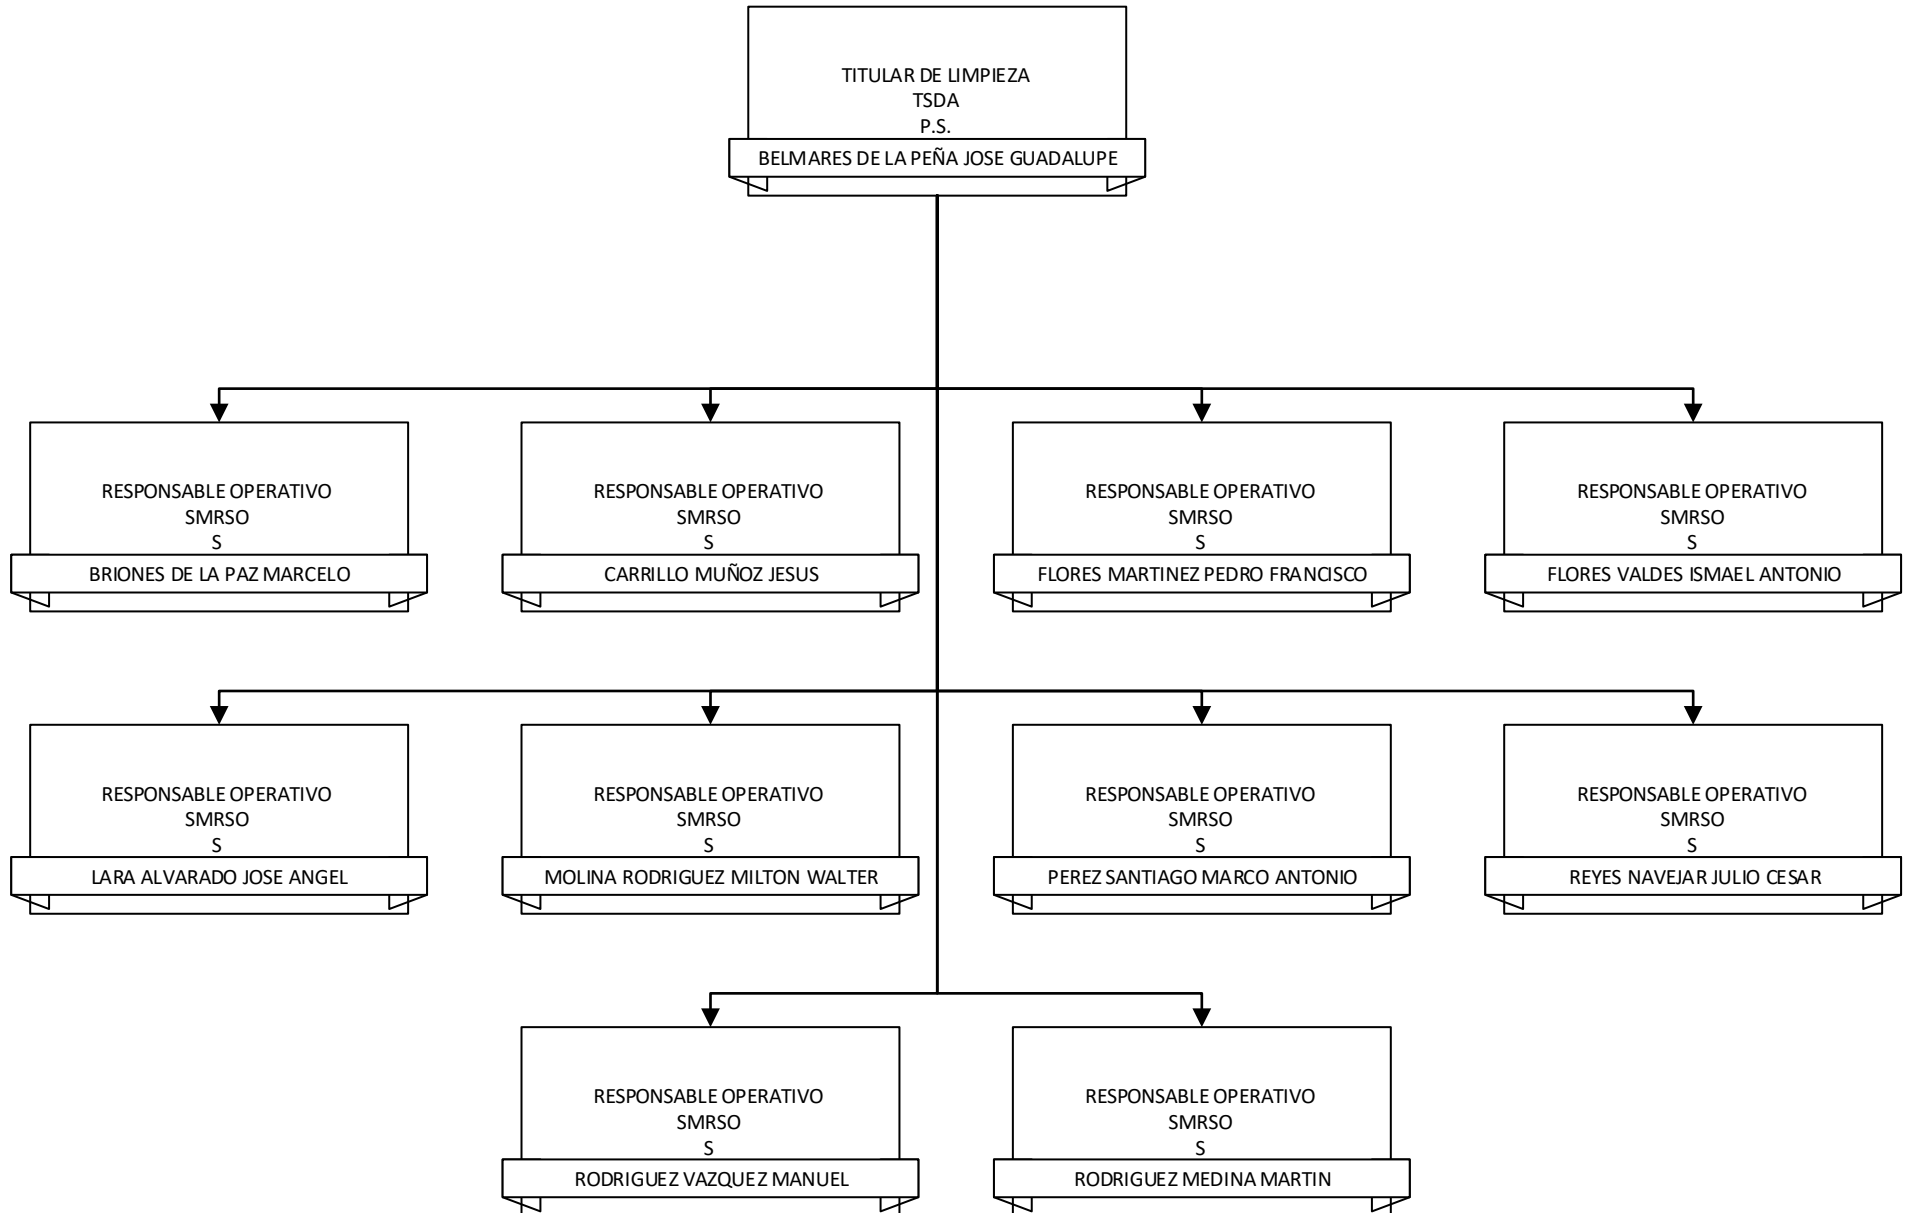 TITULAR DE LIMPIEZA
TSDA
P.S.
BELMARES DE LA PEÑA JOSE GUADALUPE
RESPONSABLE OPERATIVO
SMRSO
S
BRIONES DE LA PAZ MARCELO
RESPONSABLE OPERATIVO
SMRSO
S
CARRILLO MUÑOZ JESUS
RESPONSABLE OPERATIVO
SMRSO
S
FLORES MARTINEZ PEDRO FRANCISCO
RESPONSABLE OPERATIVO
SMRSO
S
FLORES VALDES ISMAEL ANTONIO
RESPONSABLE OPERATIVO
SMRSO
S
LARA ALVARADO JOSE ANGEL
RESPONSABLE OPERATIVO
SMRSO
S
MOLINA RODRIGUEZ MILTON WALTER
RESPONSABLE OPERATIVO
SMRSO
S
PEREZ SANTIAGO MARCO ANTONIO
RESPONSABLE OPERATIVO
SMRSO
S
REYES NAVEJAR JULIO CESAR
RESPONSABLE OPERATIVO
SMRSO
S
RODRIGUEZ VAZQUEZ MANUEL
RESPONSABLE OPERATIVO
SMRSO
S
RODRIGUEZ MEDINA MARTIN